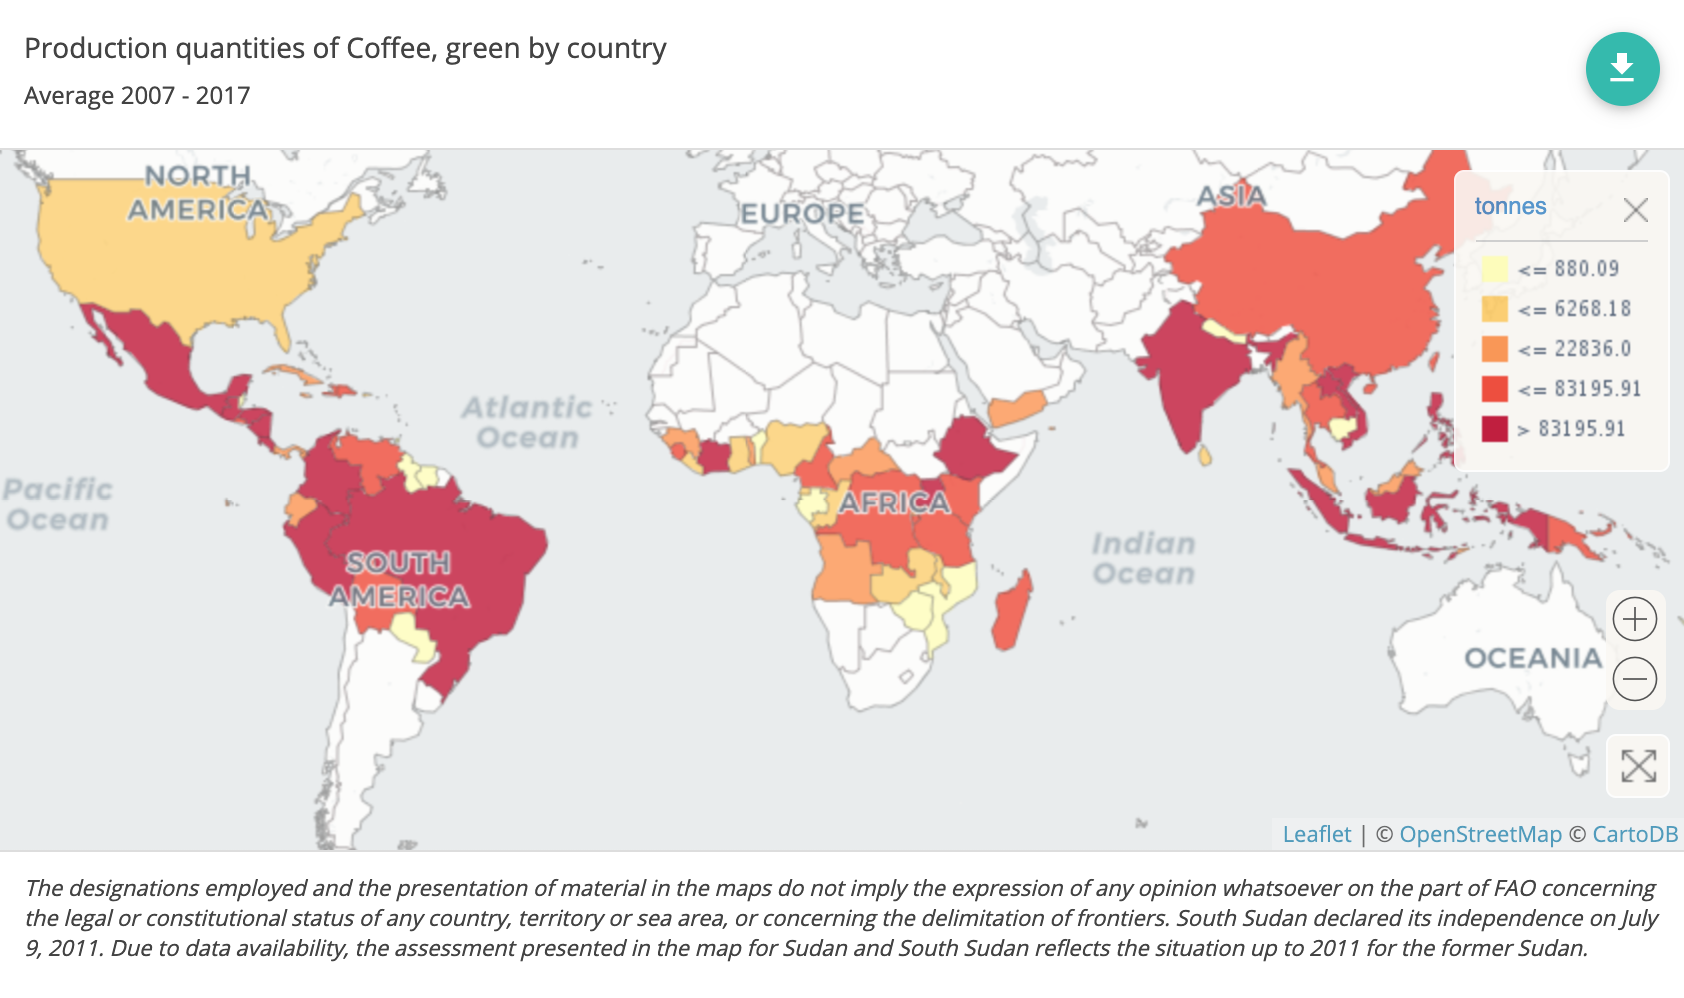 Production quantities of Coffee, green by country
Average 2007 - 2017
NORTH
AMERICA
EUROPE
ASIA
tonnes
<= 880.09
<= 6268.18
<= 22836.0
<= 83195.91
> 83195.91
Atlantic
Ocean
Pacific
Ocean
AFRICA
SOUTH
AMERICA
Indian
Ocean
OCEANIA
Leaflet | © OpenStreetMap © CartoDB
The designations employed and the presentation of material in the maps do not imply the expression of any opinion whatsoever on the part of FAO concerning
the legal or constitutional status of any country, territory or sea area, or concerning the delimitation of frontiers. South Sudan declared its independence on July
9, 2011. Due to data availability, the assessment presented in the map for Sudan and South Sudan reflects the situation up to 2011 for the former Sudan.